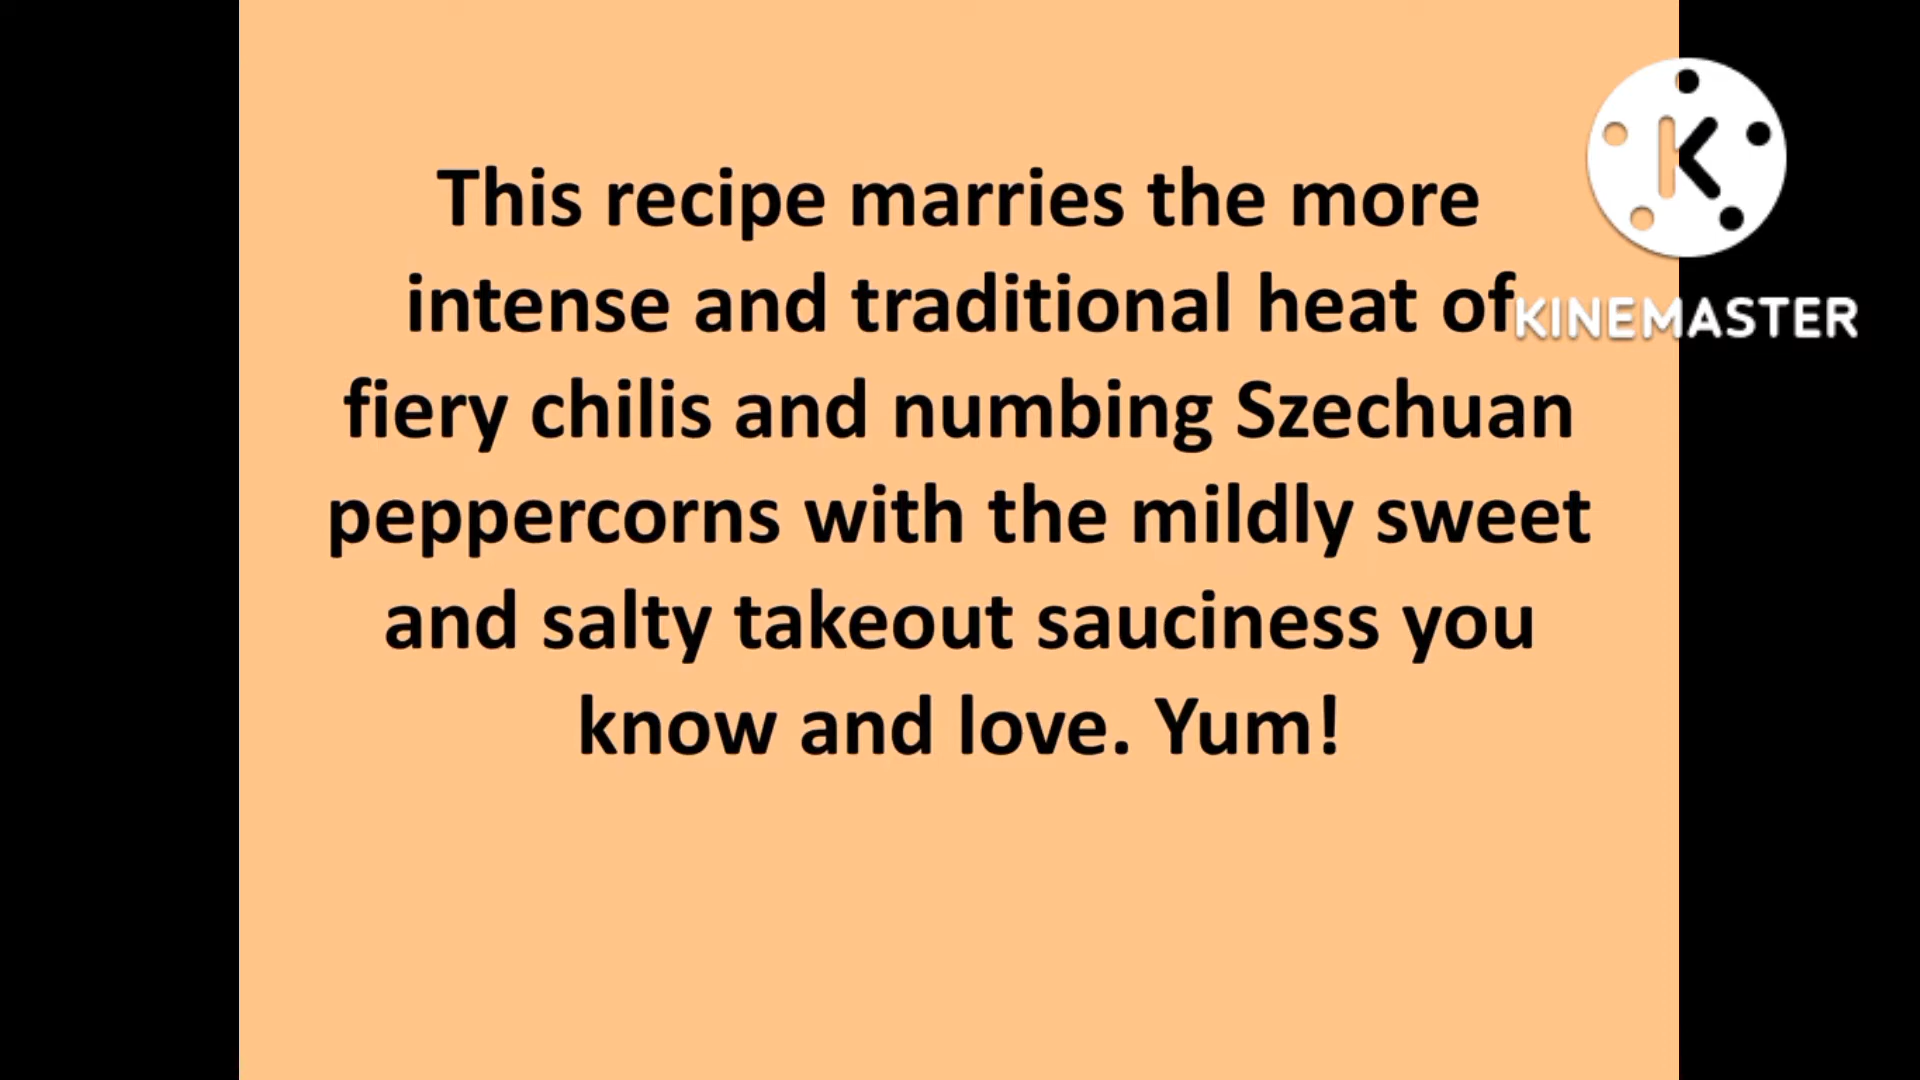 This recipe marries the more
intense and traditional heat of
fiery chilis and numbing Szechuan
peppercorns with the mildly sweet
and salty takeout sauciness you
know and love. Yum!
K
KINEMASTER